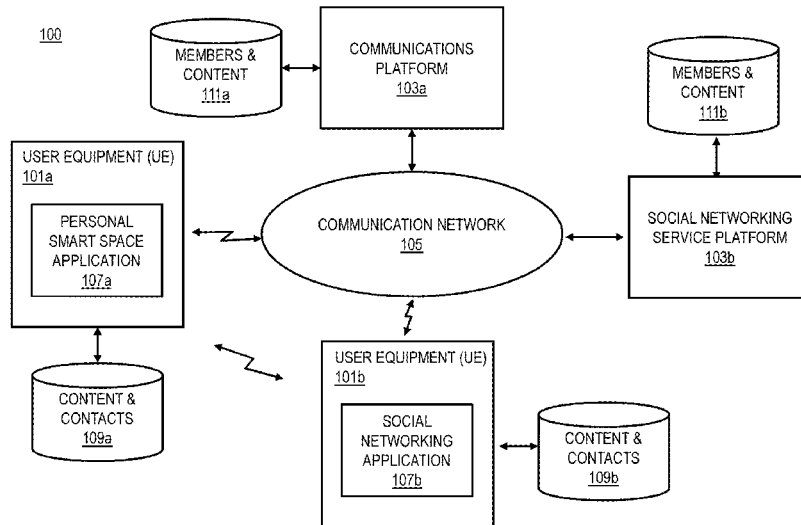 100
MEMBERS &
CONTENT
111a
COMMUNICATIONS
PLATFORM
103a
MEMBERS &
CONTENT
111b
USER EQUIPMENT (UE)
101a
PERSONAL
SMART SPACE
APPLICATION
107a
COMMUNICATION NETWORK
105
SOCIAL NETWORKING
SERVICE PLATFORM
103b
CONTENT &
CONTACTS
109a
USER EQUIPMENT (UE)
101b
SOCIAL
NETWORKING
APPLICATION
107b
CONTENT &
CONTACTS
109b